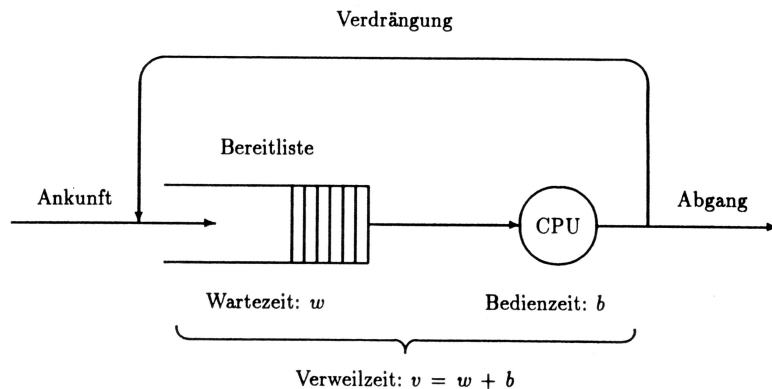 Verdrängung
Bereitliste
Ankunft
CPU
Abgang
Wartezeit: w
Bedienzeit: b
Verweilzeit: v = w + b